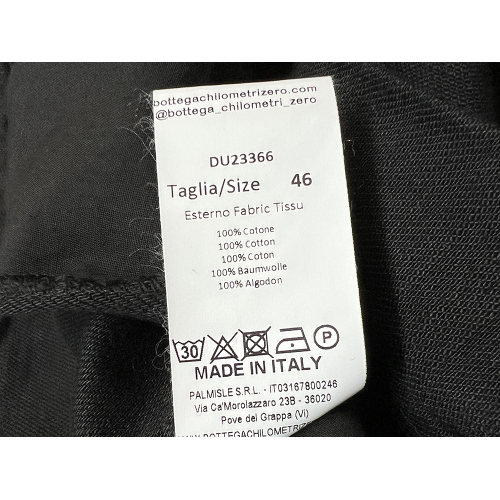 bottegachilometrizero.com
@bottega_chilometri_zero
DU23366
Taglia/Size 46
Esterno Fabric Tissu
100% Cotone
100% Cotton
100% Coton
100% Baumwolle
100% Algodon
30 P
MADE IN ITALY
PALMISLE S.R.L. - IT03167800246
Via Ca'Morolazzaro 23B - 36020
Pove del Grappa (Vi)